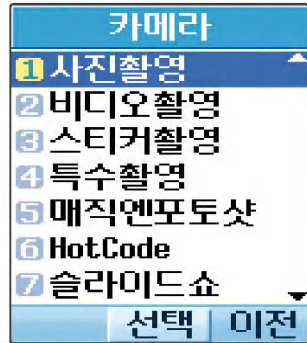 카메라
1 사진촬영
2 비디오촬영
3 스티커촬영
4 특수촬영
5 매직엔포토샷
6 HotCode
7 슬라이드쇼
선택 이전